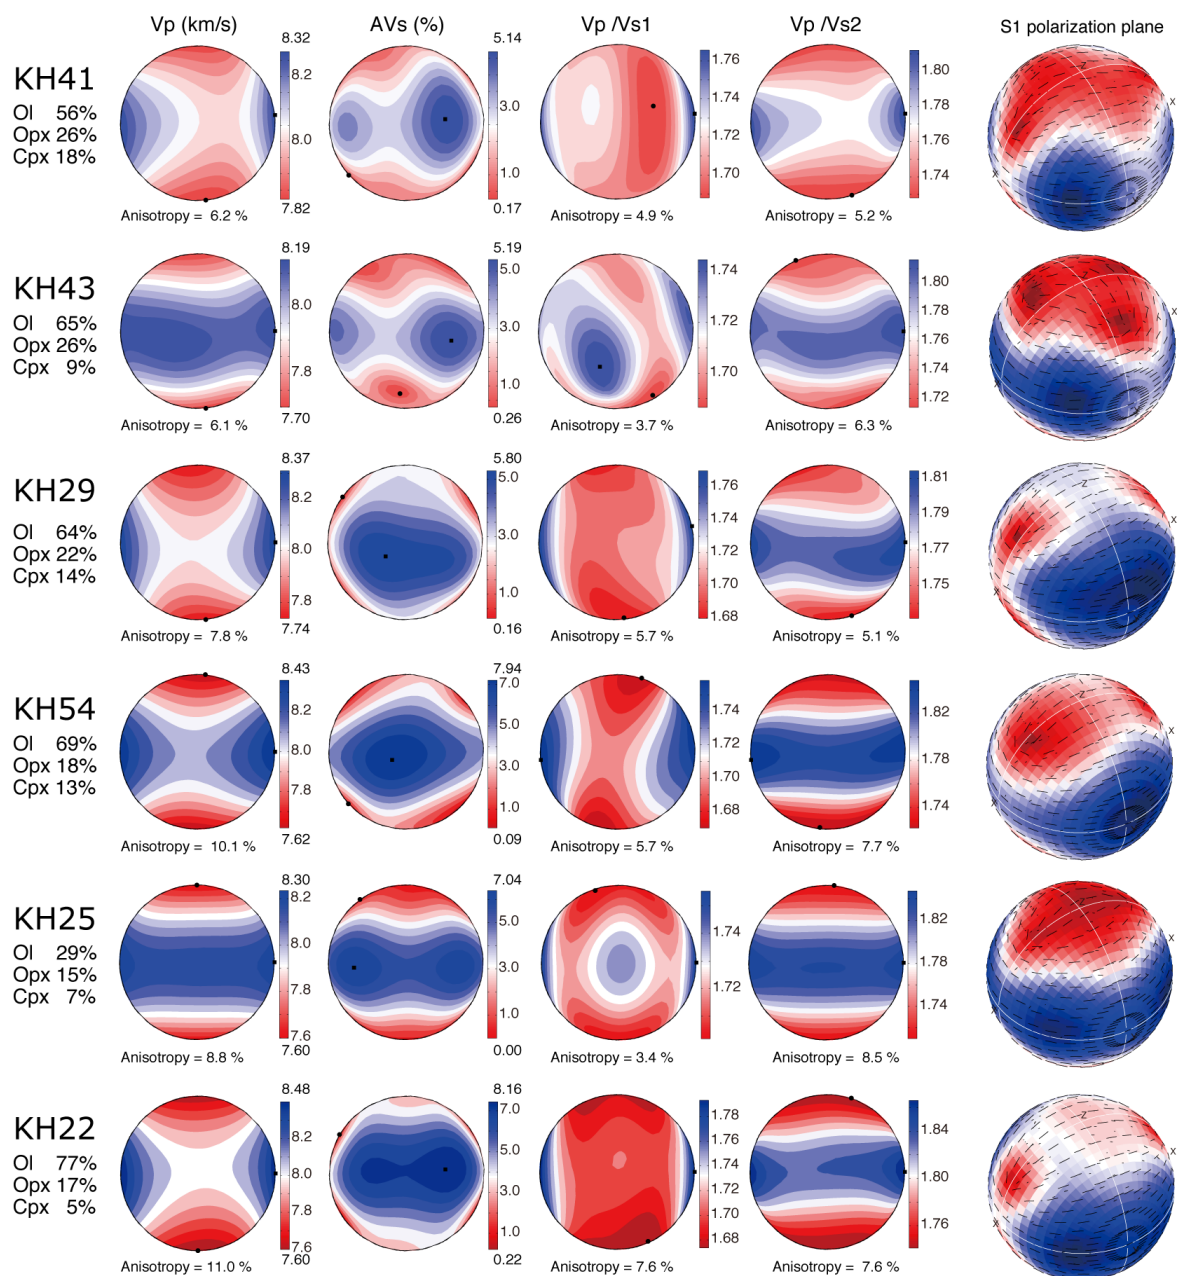 Vp (km/s) AVs (%) Vp /Vs1 Vp /Vs2 S1 polarization plane
KH41
Ol 56%
Opx 26%
Cpx 18%
8.32
8.2
8.0
7.82
Anisotropy = 6.2 %
5.14
3.0
1.0
0.17
1.76
1.72
1.70
Anisotropy = 4.9 %
1.80
1.78
1.76
1.74
Anisotropy = 5.2 %
z
x
KH43
Ol 65%
Opx 26%
Cpx 9%
8.19
8.0
7.8
7.70
Anisotropy = 6.1 %
5.19
5.0
3.0
1.0
0.26
1.74
1.70
Anisotropy = 3.7 %
1.80
1.78
1.76
1.74
1.72
Anisotropy = 6.3 %
z
x
KH29
Ol 64%
Opx 22%
Cpx 14%
8.37
8.2
8.0
7.8
7.74
Anisotropy = 7.8 %
5.80
5.0
3.0
1.0
0.16
1.76
1.72
1.70
1.68
Anisotropy = 5.7 %
1.81
1.79
1.77
1.75
Anisotropy = 5.1 %
z
x
KH54
Ol 69%
Opx 18%
Cpx 13%
8.43
8.2
8.0
7.8
7.62
Anisotropy = 10.1 %
7.94
7.0
5.0
3.0
1.0
0.09
1.74
1.70
1.68
Anisotropy = 5.7 %
1.82
1.78
1.74
Anisotropy = 7.7 %
z
x
KH25
Ol 29%
Opx 15%
Cpx 7%
8.30
8.2
8.0
7.8
7.6
7.60
Anisotropy = 8.8 %
7.04
5.0
3.0
1.0
0.00
1.74
1.72
Anisotropy = 3.4 %
1.82
1.78
1.74
Anisotropy = 8.5 %
x
KH22
Ol 77%
Opx 17%
Cpx 5%
8.48
8.2
8.0
7.8
7.6
7.60
Anisotropy = 11.0 %
8.16
7.0
5.0
3.0
1.0
0.22
1.78
1.76
1.74
1.72
1.70
1.68
Anisotropy = 7.6 %
1.84
1.80
1.76
Anisotropy = 7.6 %
z
x